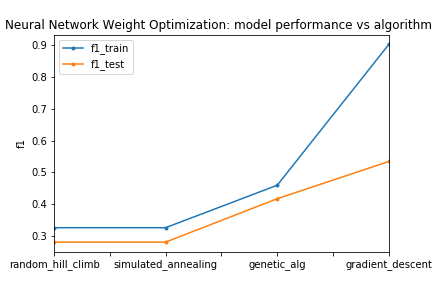 Neural Network Weight Optimization: model performance vs algorithm
f1_train
f1_test
f1
0.9
0.8
0.7
0.6
0.5
0.4
0.3
random_hill_climb simulated_annealing genetic_alg gradient_descent